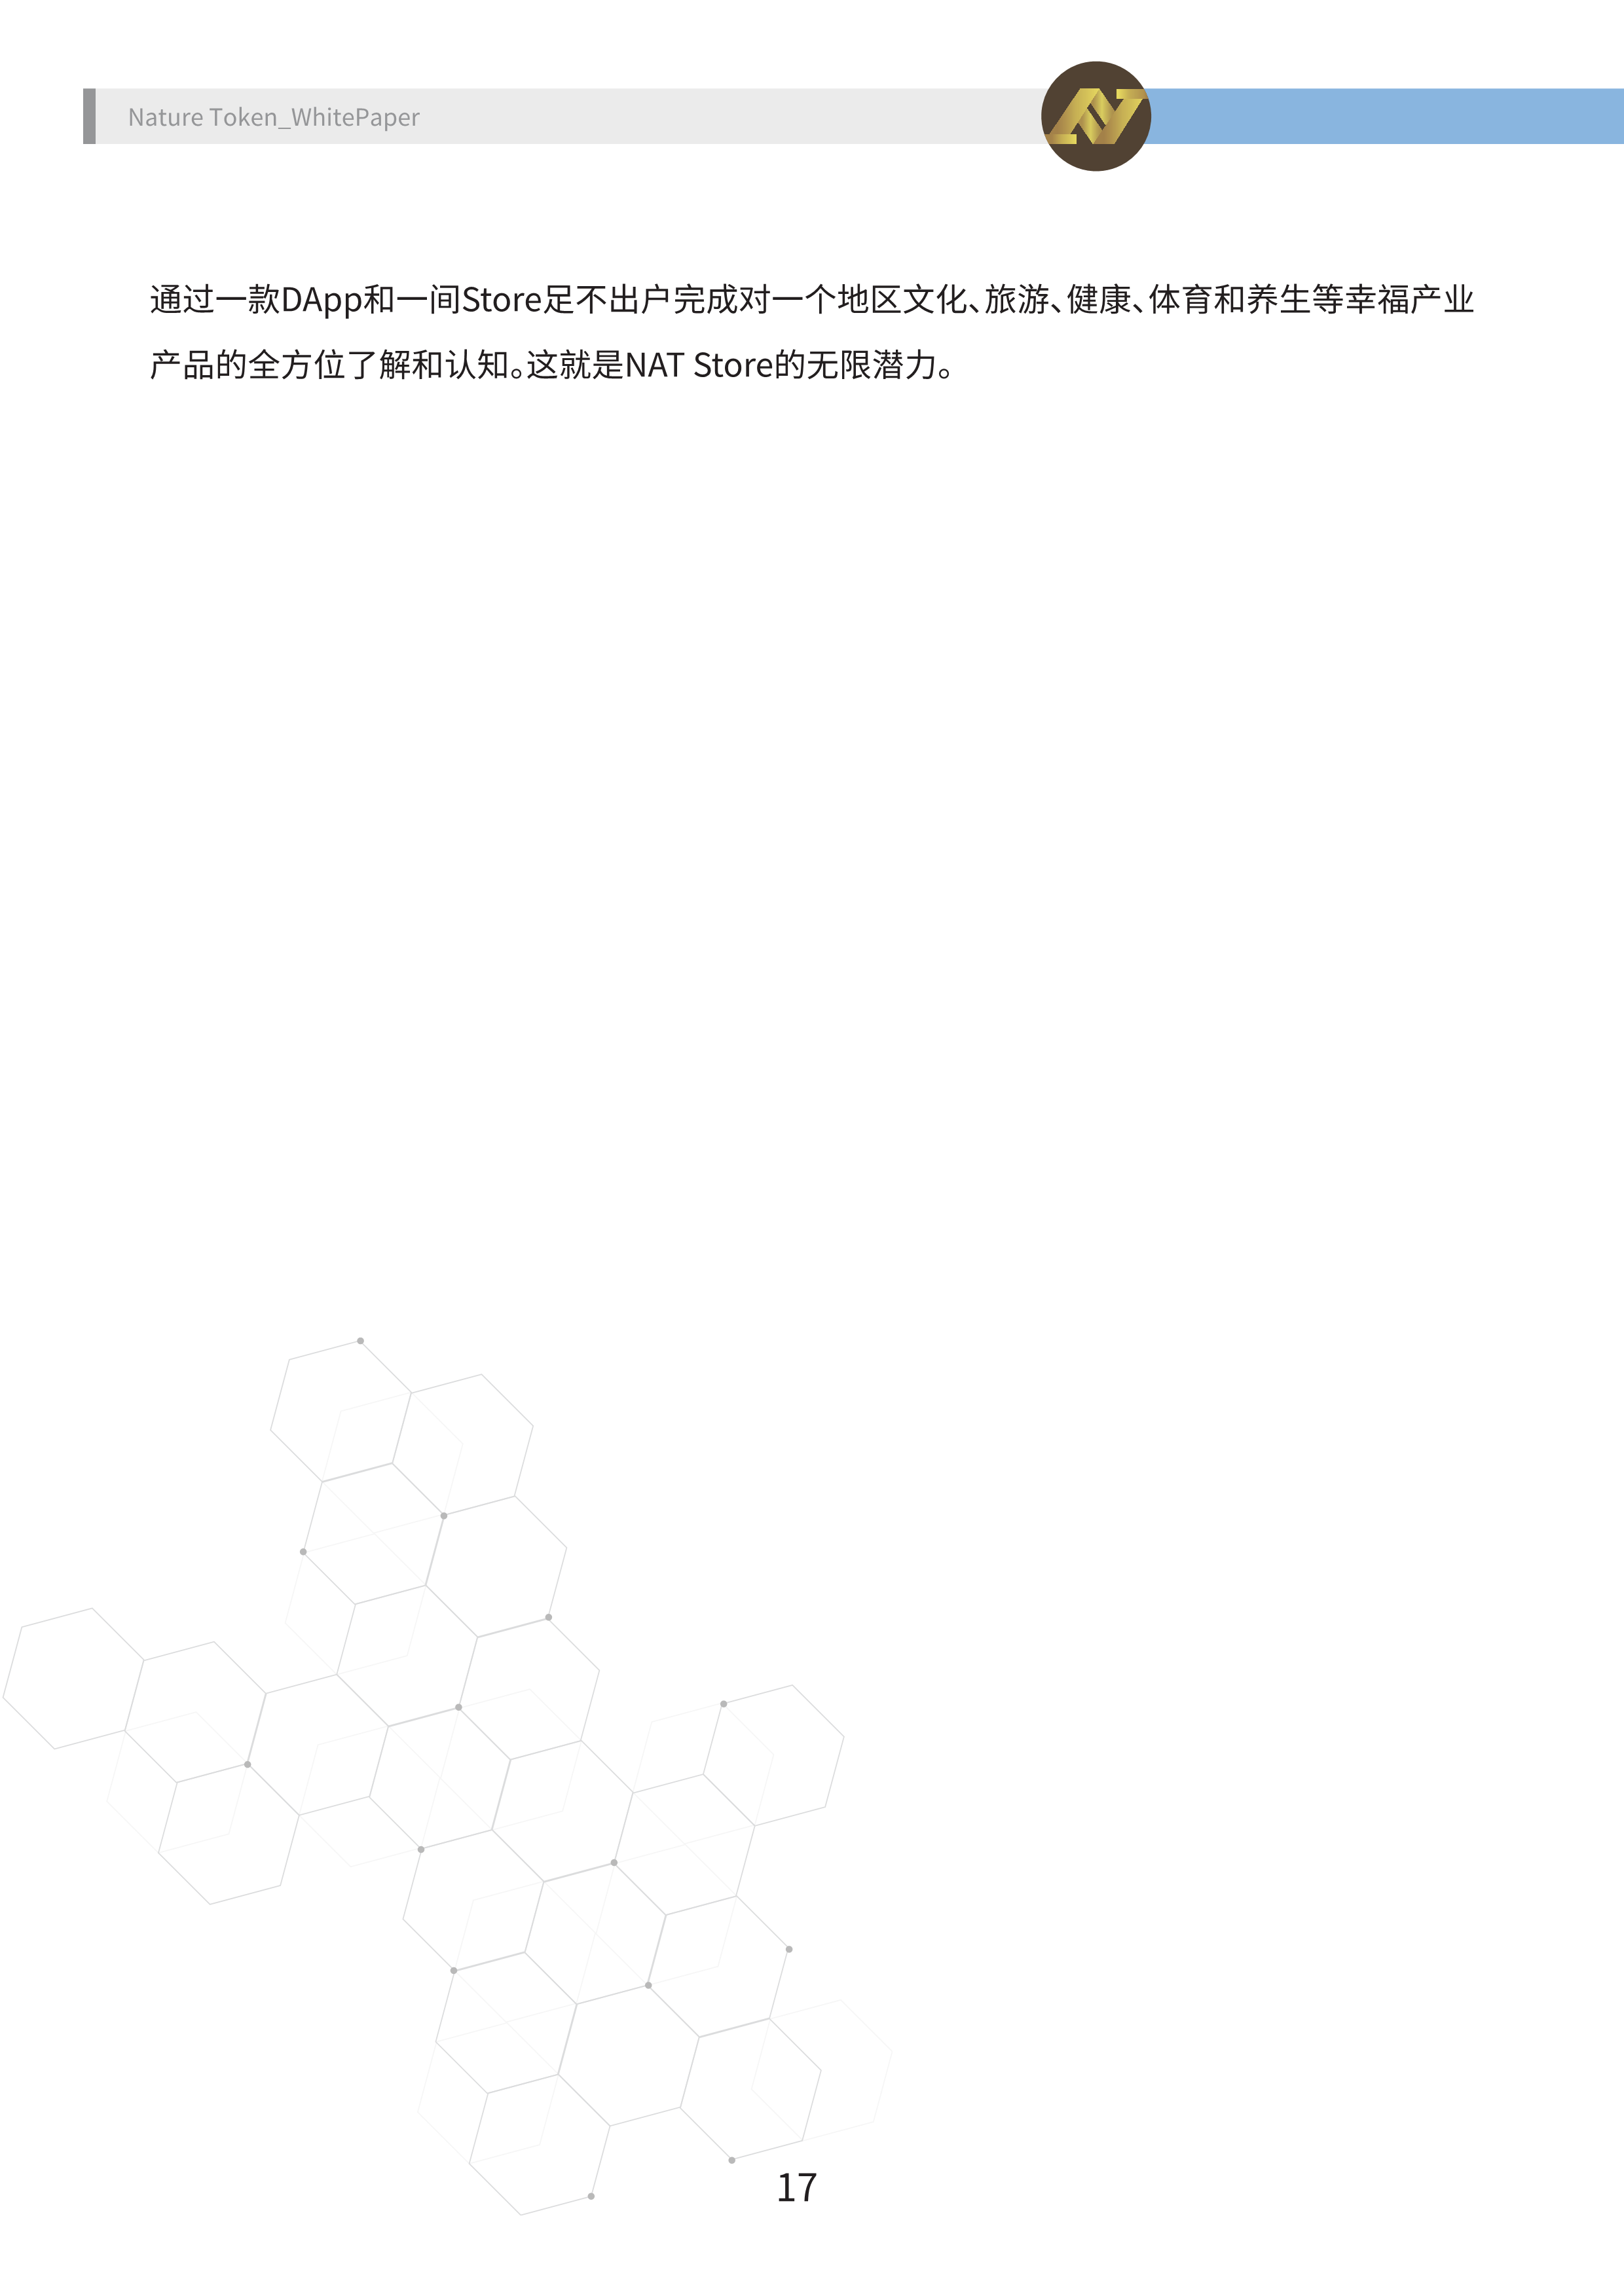 Nature Token_WhitePaper
通过一款DApp和一间Store足不出户完成对一个地区文化、旅游、健康、体育和养生等幸福产业
产品的全方位了解和认知。这就是NAT Store的无限潜力。
17